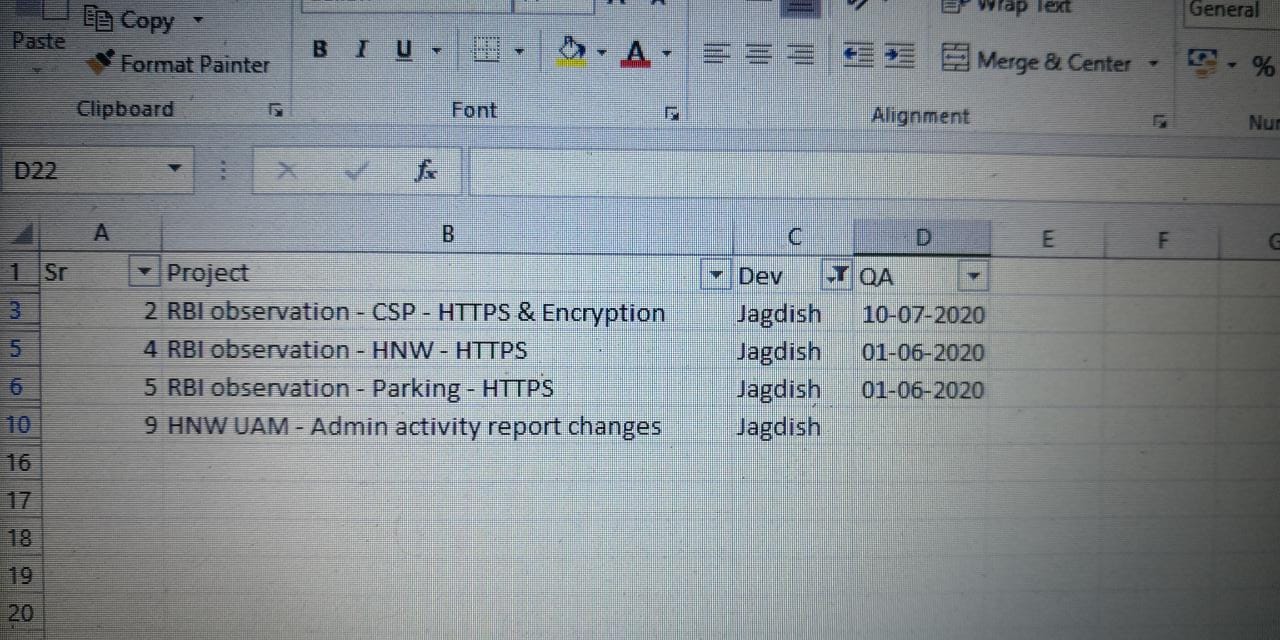 Copy
Wrap Text
General
Paste
Format Painter
B I U A
Merge & Center
%
Clipboard
Font
Alignment
D22
fx
A B C D E F
1 Sr Project Dev QA
3 2 RBI observation - CSP - HTTPS & Encryption Jagdish 10-07-2020
5 4 RBI observation - HNW - HTTPS Jagdish 01-06-2020
6 5 RBI observation - Parking - HTTPS Jagdish 01-06-2020
10 9 HNW UAM - Admin activity report changes Jagdish
16
17
18
19
20